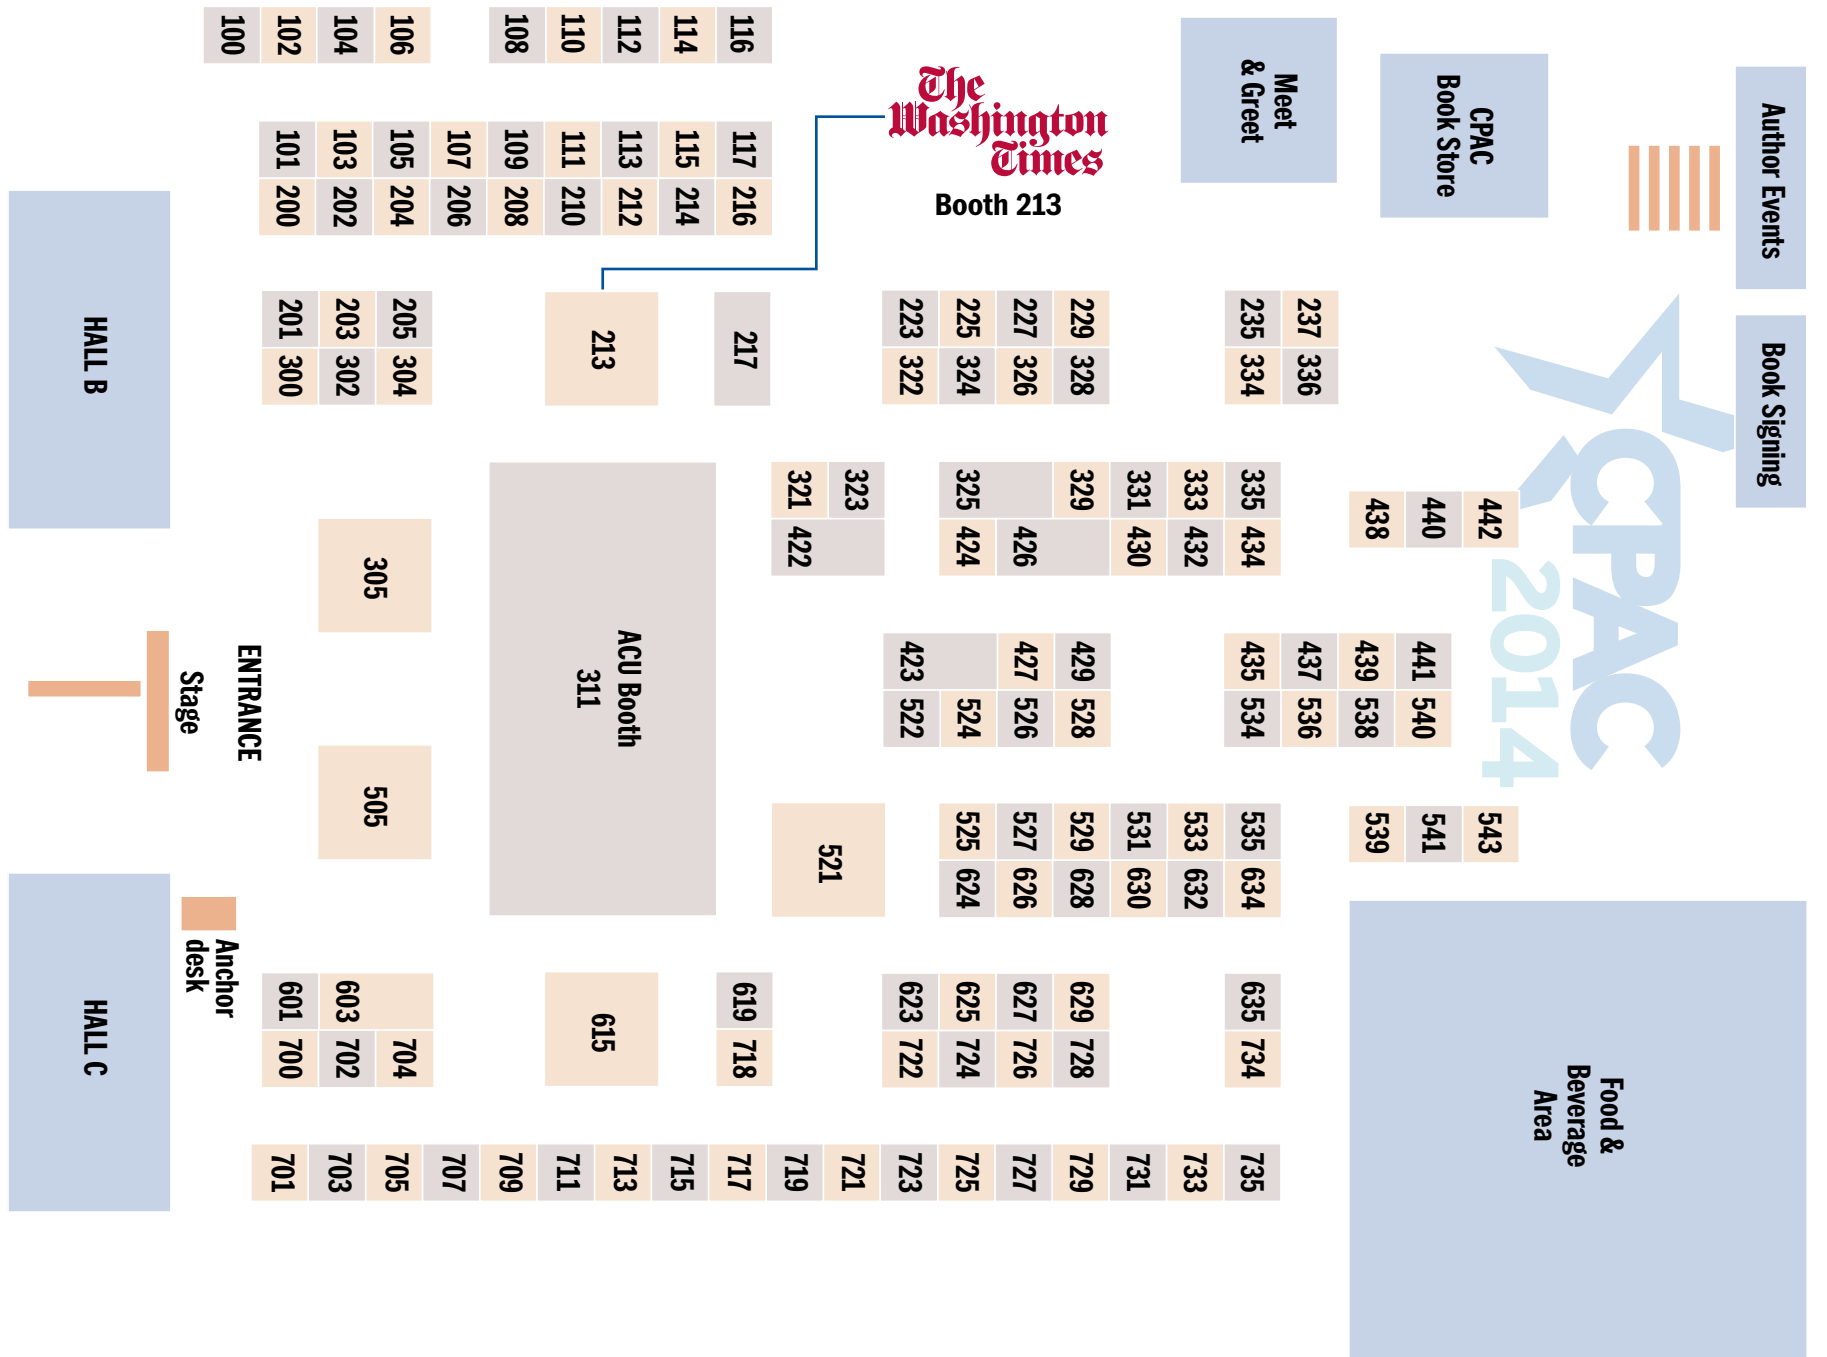 100 102 104 106 108 110 112 114 116
101 103 105 107 109 111 113 115 117
200 202 204 206 208 210 212 214 216
The
Washington
Times
Booth 213
Meet
& Greet
CPAC
Book Store
Author Events
Book Signing
HALL B
201 203 205
300 302 304
213
217
223 225 227 229
322 324 326 328
235 237
334 336
321 323
422
325 329 331 333 335
424 426 430 432 434
438 440 442
CPAC
2014
305
ENTRANCE
Stage
505
ACU Booth
311
423 427 429
522 524 526 528
435 437 439 441
534 536 538 540
521
525 527 529 531 533 535
624 626 628 630 632 634
539 541 543
Anchor
desk
HALL C
601 603
700 702 704
615
619
718
623 625 627 629
722 724 726 728
635
734
701 703 705 707 709 711 713 715 717 719 721 723 725 727 729 731 733 735
Food &
Beverage
Area